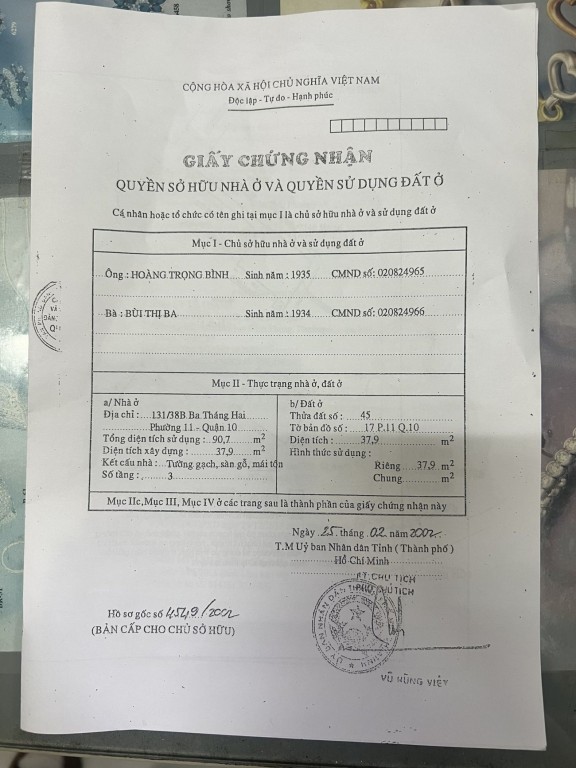 CỘNG HÒA XÃ HỘI CHỦ NGHĨA VIỆT NAM
Độc lập - Tự do - Hạnh phúc
GIẤY CHỨNG NHẬN
QUYỀN SỞ HỮU NHÀ Ở VÀ QUYỀN SỬ DỤNG ĐẤT Ở
Cá nhân hoặc tổ chức có tên ghi tại mục I là chủ sở hữu nhà ở và sử dụng đất ở
Mục I - Chủ sở hữu nhà ở và sử dụng đất ở
Ông : HOÀNG TRỌNG BÌNH Sinh năm : 1935 CMND số: 020824965
Bà : BÙI THỊ BA Sinh năm : 1934 CMND số: 020824966
Mục II - Thực trạng nhà ở, đất ở
a/ Nhà ở
Địa chỉ : 131/38B Ba Tháng Hai
Phường 11 - Quận 10
Tổng diện tích sử dụng : 90,7 m2
Diện tích xây dựng : 37,9 m2
Kết cấu nhà : Tường gạch, sàn gỗ, mái tôn
Số tầng : 3
b/ Đất ở
Thửa đất số : 45
Tờ bản đồ số : 17 P.11 Q.10
Diện tích : 37,9 m2
Hình thức sử dụng :
Riêng 37,9 m2
Chung m2
Mục IIc, Mục III, Mục IV ở các trang sau là thành phần của giấy chứng nhận này
Ngày 25 tháng 02 năm 2002
T.M Uỷ ban Nhân dân Tỉnh ( Thành phố )
Hồ Chí Minh
KT.CHỦ TỊCH
PHÓ CHỦ TỊCH
Hồ sơ gốc số 4549/2002
(BẢN CẤP CHO CHỦ SỞ HỮU)
VŨ HÙNG VIỆT